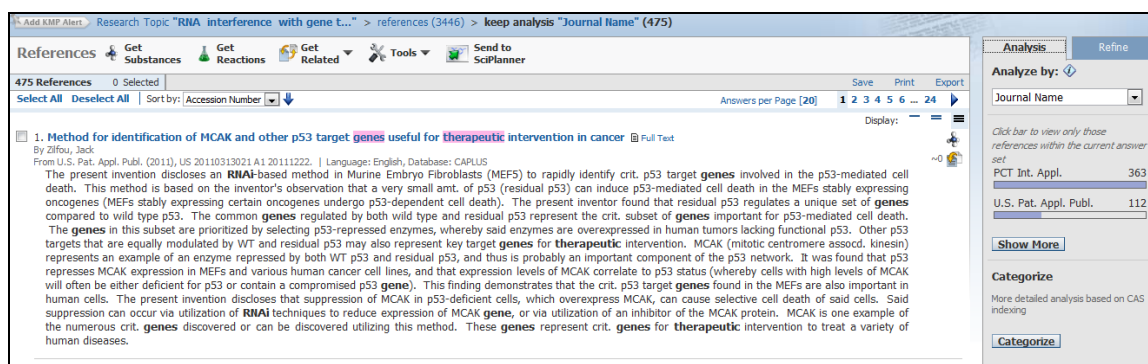 Add KMP Alert Research Topic "RNA interference with gene t..." > references (3446) > keep analysis "Journal Name" (475)
References Get Substances Get Reactions Get Related Tools Send to SciPlanner
475 References 0 Selected Save Print Export
Select All Deselect All Sort by: Accession Number Answers per Page [20] 1 2 3 4 5 6 ... 24
Display:
1. Method for identification of MCAK and other p53 target genes useful for therapeutic intervention in cancer Full Text
By Zilfou, Jack
From U.S. Pat. Appl. Publ. (2011), US 20110313021 A1 20111222. | Language: English, Database: CAPLUS
~0
The present invention discloses an RNAi-based method in Murine Embryo Fibroblasts (MEF5) to rapidly identify crit. p53 target genes involved in the p53-mediated cell
death. This method is based on the inventor's observation that a very small amt. of p53 (residual p53) can induce p53-mediated cell death in the MEFs stably expressing
oncogenes (MEFs stably expressing certain oncogenes undergo p53-dependent cell death). The present inventor found that residual p53 regulates a unique set of genes
compared to wild type p53. The common genes regulated by both wild type and residual p53 represent the crit. subset of genes important for p53-mediated cell death.
The genes in this subset are prioritized by selecting p53-repressed enzymes, whereby said enzymes are overexpressed in human tumors lacking functional p53. Other p53
targets that are equally modulated by WT and residual p53 may also represent key target genes for therapeutic intervention. MCAK (mitotic centromere assocd. kinesin)
represents an example of an enzyme repressed by both WT p53 and residual p53, and thus is probably an important component of the p53 network. It was found that p53
represses MCAK expression in MEFs and various human cancer cell lines, and that expression levels of MCAK correlate to p53 status (whereby cells with high levels of MCAK
will often be either deficient for p53 or contain a compromised p53 gene). This finding demonstrates that the crit. p53 target genes found in the MEFs are also important in
human cells. The present invention discloses that suppression of MCAK in p53-deficient cells, which overexpress MCAK, can cause selective cell death of said cells. Said
suppression can occur via utilization of RNAi techniques to reduce expression of MCAK gene, or via utilization of an inhibitor of the MCAK protein. MCAK is one example of
the numerous crit. genes discovered or can be discovered utilizing this method. These genes represent crit. genes for therapeutic intervention to treat a variety of
human diseases.
Analysis Refine
Analyze by:
Journal Name
Click bar to view only those
references within the current answer
set
PCT Int. Appl. 363
U.S. Pat. Appl. Publ. 112
Show More
Categorize
More detailed analysis based on CAS
indexing
Categorize